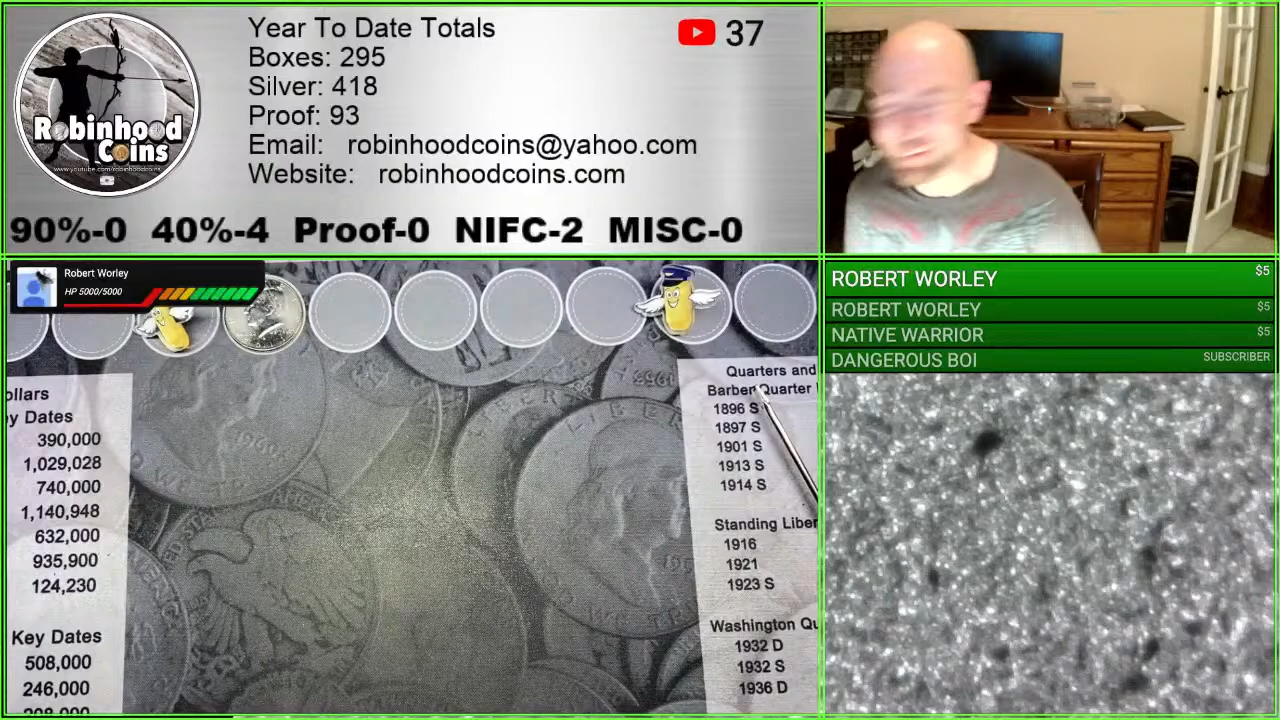 Year To Date Totals
Boxes: 295
Silver: 418
Proof: 93
Email: robinhoodcoins@yahoo.com
Website: robinhoodcoins.com
37
Robinhood
Coins
www.youtube.com/robinhoodcoins
90%-0 40%-4 Proof-0 NIFC-2 MISC-0
Robert Worley
HP 5000/5000
ROBERT WORLEY $5
ROBERT WORLEY $5
NATIVE WARRIOR $5
DANGEROUS BOI SUBSCRIBER
ollars
y Dates
390,000
1,029,028
740,000
1,140,948
632,000
935,900
124,230
Key Dates
508,000
246,000
Quarters and
Barber Quarter
1896 S
1897 S
1901 S
1913 S
1914 S
Standing Liber
1916
1921
1923 S
Washington Qu
1932 D
1932 S
1936 D